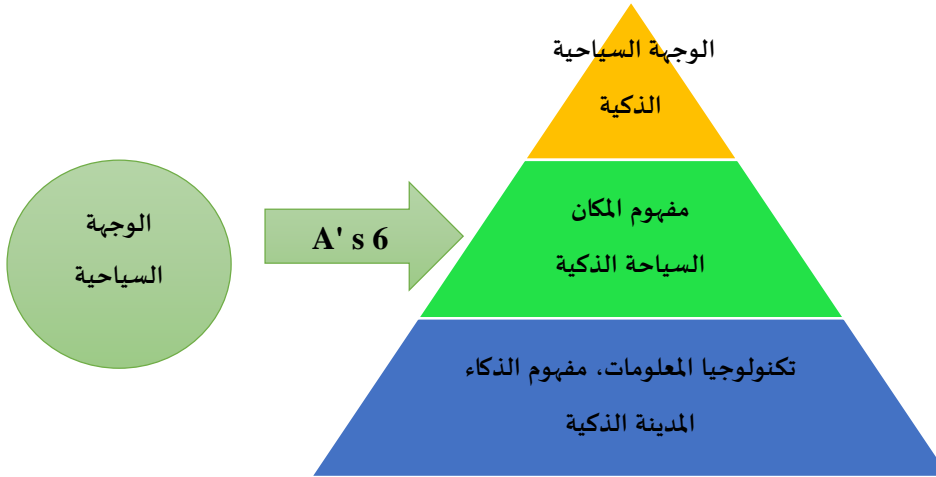 الوجهة السياحية
الذكية
مفهوم المكان
السياحة الذكية
تكنولوجيا المعلومات، مفهوم الذكاء
المدينة الذكية
A' s 6
الوجهة
السياحية